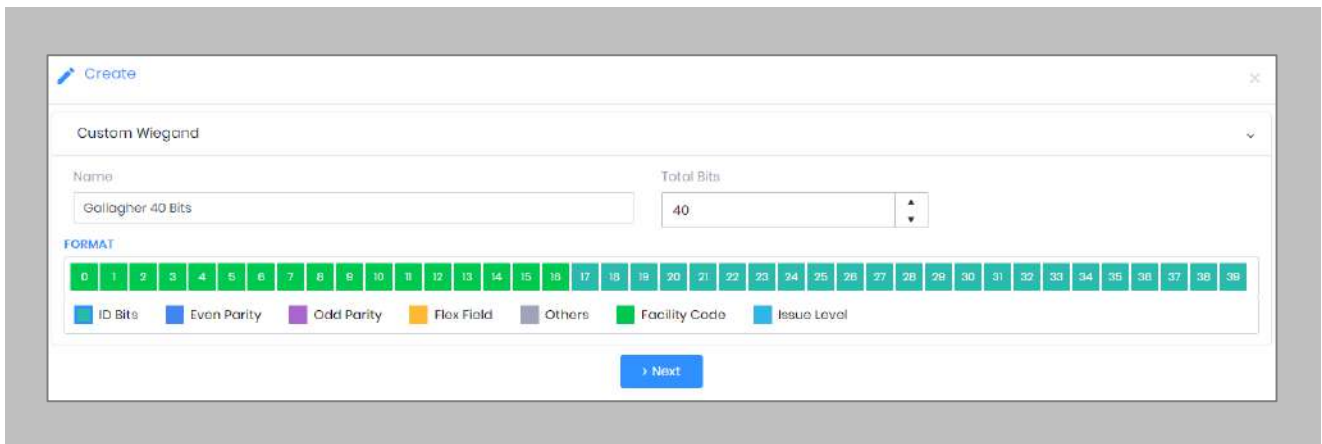 Create ×
Custom Wiegand
Name Total Bits
Gallagher 40 Bits 40
FORMAT
0 1 2 3 4 5 6 7 8 9 10 11 12 13 14 15 16 17 18 19 20 21 22 23 24 25 26 27 28 29 30 31 32 33 34 35 36 37 38 39
ID Bits Even Parity Odd Parity Flex Field Others Facility Code Issue Level
> Next